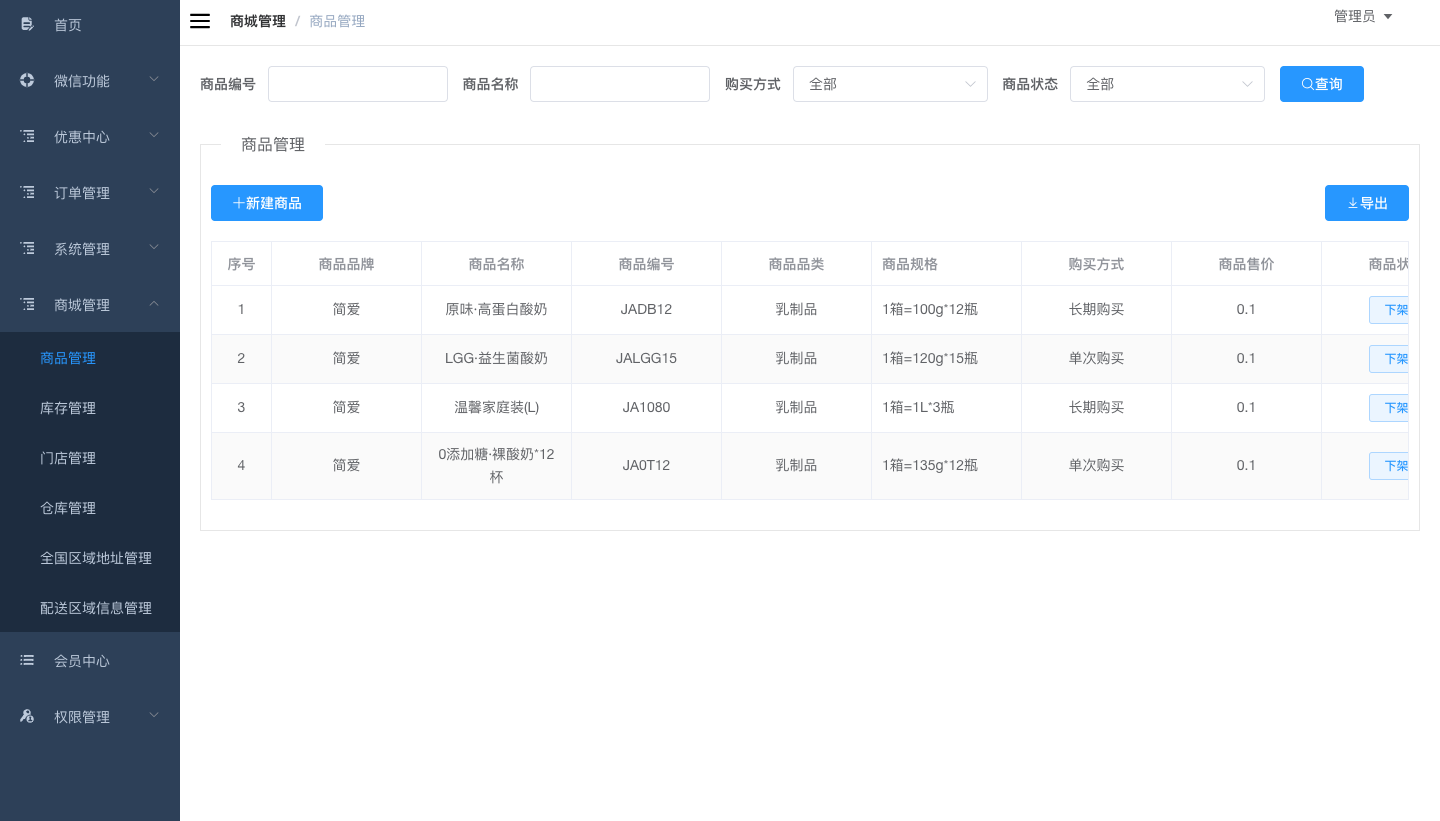 首页
微信功能
优惠中心
订单管理
系统管理
商城管理
商品管理
库存管理
门店管理
仓库管理
全国区域地址管理
配送区域信息管理
会员中心
权限管理
商城管理 / 商品管理
管理员
商品编号 商品名称 购买方式 全部 商品状态 全部 查询
商品管理
新建商品 导出
序号 商品品牌 商品名称 商品编号 商品品类 商品规格 购买方式 商品售价 商品状
1 简爱 原味·高蛋白酸奶 JADB12 乳制品 1箱=100g*12瓶 长期购买 0.1 下架
2 简爱 LGG·益生菌酸奶 JALGG15 乳制品 1箱=120g*15瓶 单次购买 0.1 下架
3 简爱 温馨家庭装(L) JA1080 乳制品 1箱=1L*3瓶 长期购买 0.1 下架
4 简爱 0添加糖·裸酸奶*12
杯 JA0T12 乳制品 1箱=135g*12瓶 单次购买 0.1 下架